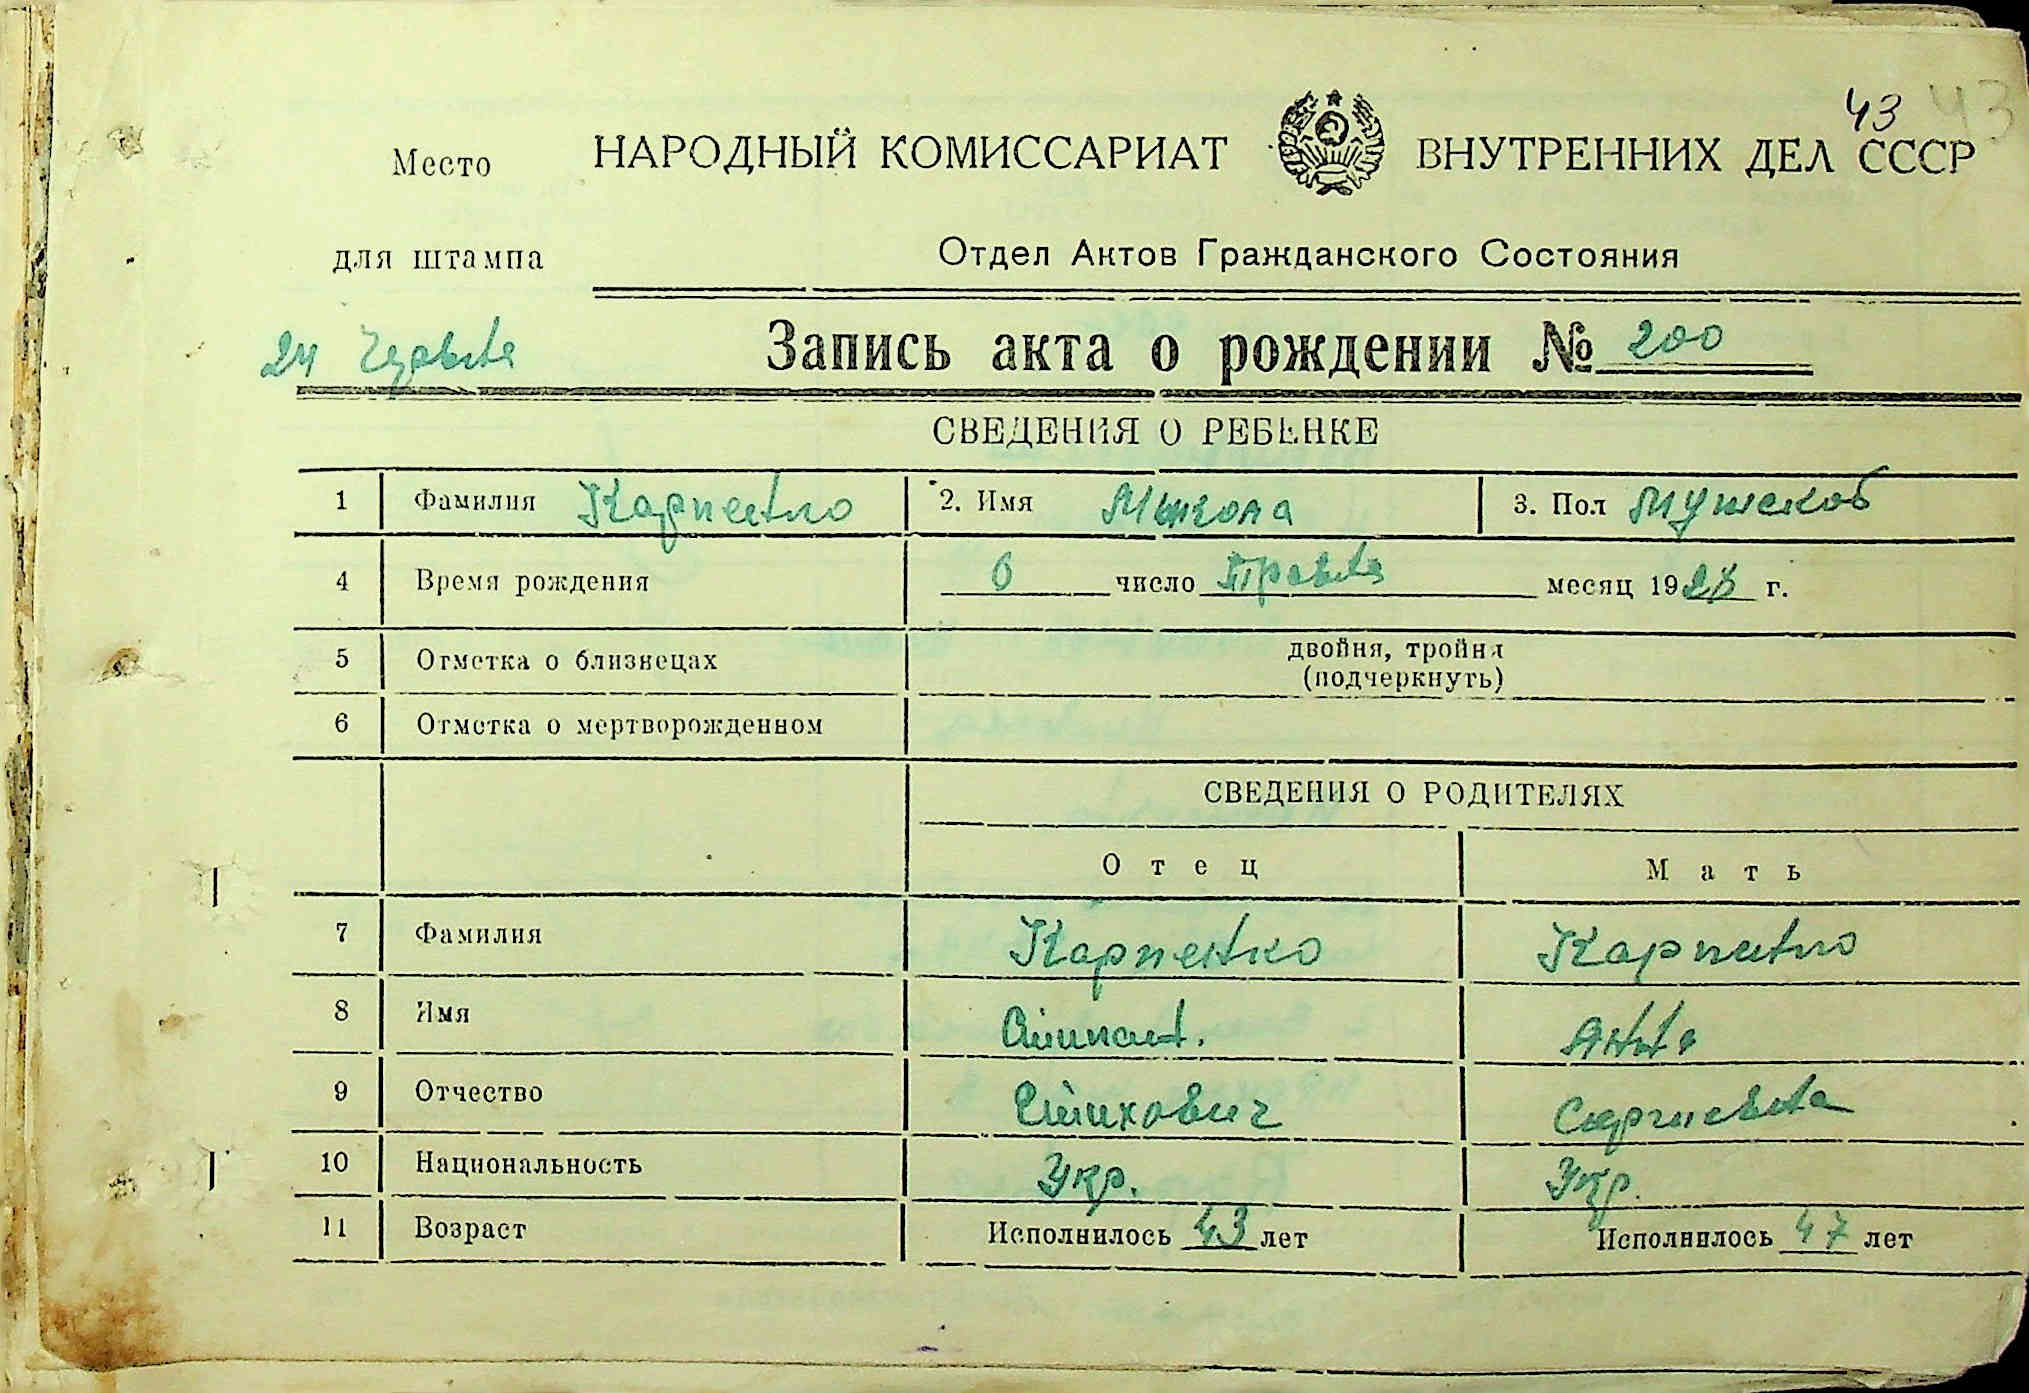 43 43
Место НАРОДНЫЙ КОМИССАРИАТ ВНУТРЕННИХ ДЕЛ СССР
для штампа Отдел Актов Гражданского Состояния
24 Запись акта о рождении № 200
СВЕДЕНИЯ О РЕБЕНКЕ
1 Фамилия Карпенко 2. Имя Микола 3. Пол мужской
4 Время рождения 6 число Травня месяц 1928 г.
5 Отметка о близнецах двойня, тройня
(подчеркнуть)
6 Отметка о мертворожденном
СВЕДЕНИЯ О РОДИТЕЛЯХ
Отец Мать
7 Фамилия Карпенко Карпенко
8 Имя Анна
9 Отчество Сергиевна
10 Национальность Укр. Укр.
11 Возраст Исполнилось 43 лет Исполнилось 47 лет